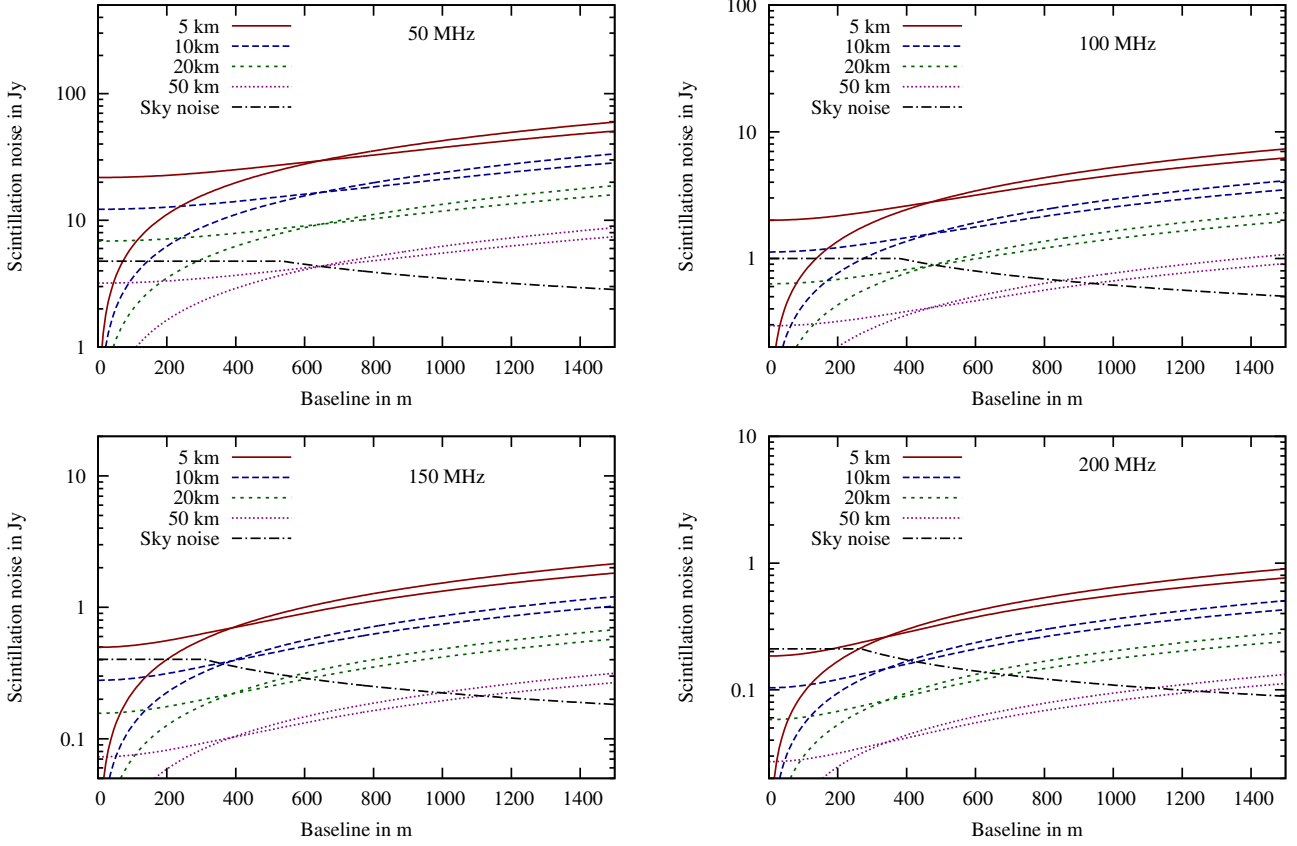 5 km
10km
20km
50 km
Sky noise
50 MHz
Scintillation noise in Jy
100
10
1
0 200 400 600 800 1000 1200 1400
Baseline in m
5 km
10km
20km
50 km
Sky noise
100 MHz
Scintillation noise in Jy
100
10
1
0 200 400 600 800 1000 1200 1400
Baseline in m
5 km
10km
20km
50 km
Sky noise
150 MHz
Scintillation noise in Jy
10
1
0.1
0 200 400 600 800 1000 1200 1400
Baseline in m
5 km
10km
20km
50 km
Sky noise
200 MHz
Scintillation noise in Jy
10
1
0.1
0 200 400 600 800 1000 1200 1400
Baseline in m